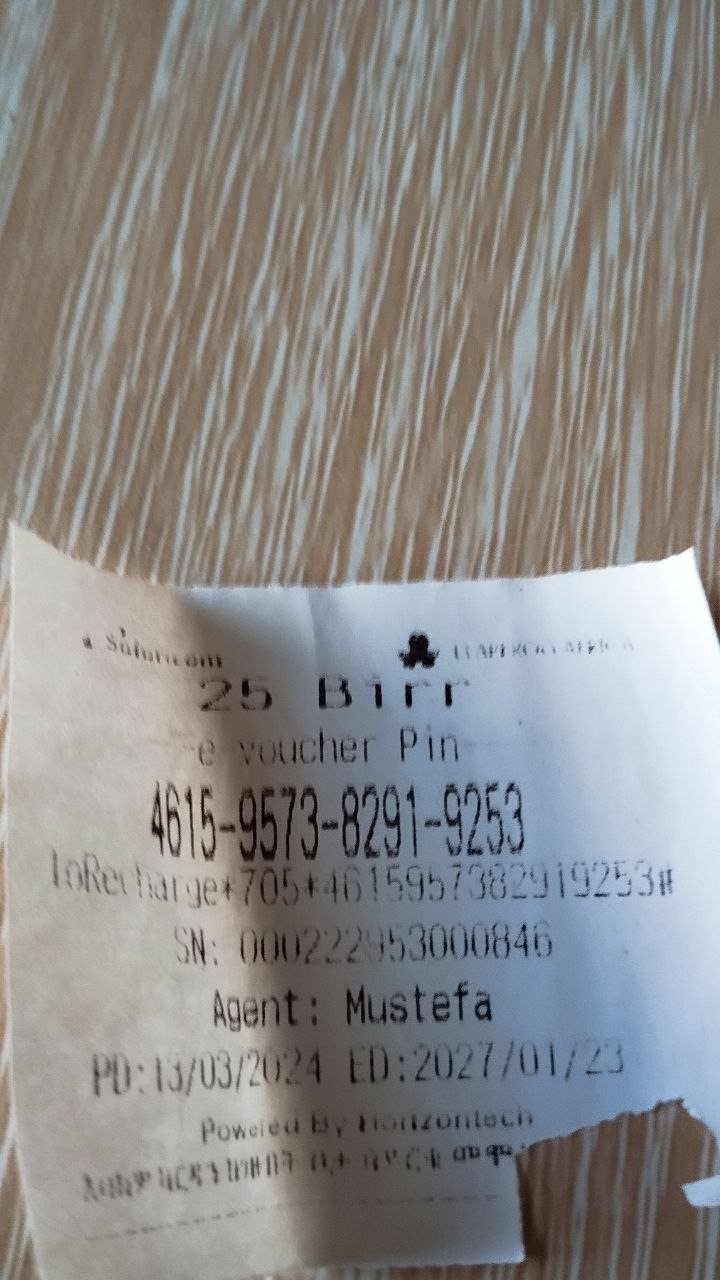 Safaricom
25 Birr
e-voucher Pin
4615-9573-8291-9253
ToRecharge*705*4615957382919253#
SN: 000222953000846
Agent: Mustefa
PD:13/03/2024 ED:2027/01/23
Powered By Horizontech